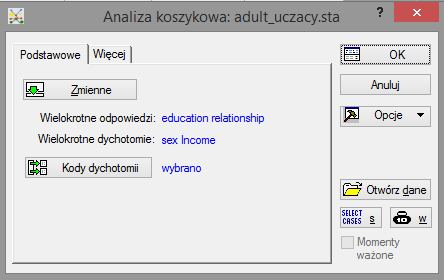 Analiza koszykowa: adult_uczacy.sta
Podstawowe Więcej
Zmienne
Wielokrotne odpowiedzi: education relationship
Wielokrotne dychotomie: sex Income
Kody dychotomii wybrano
OK
Anuluj
Opcje
Otwórz dane
SELECT CASES s w
Momenty ważone